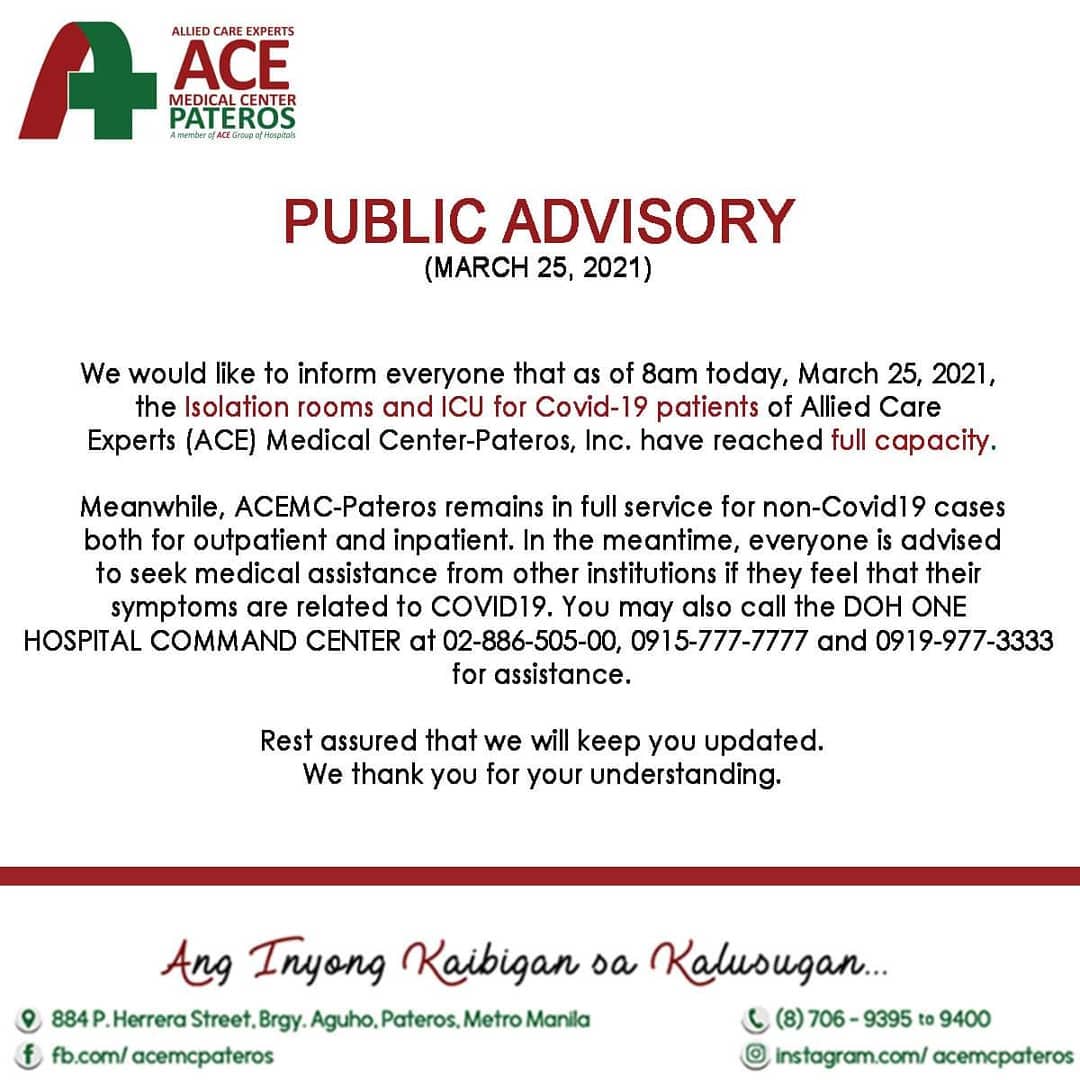 ALLIED CARE EXPERTS
ACE
MEDICAL CENTER
PATEROS
A member of ACE Group of Hospitals
PUBLIC ADVISORY
(MARCH 25, 2021)
We would like to inform everyone that as of 8am today, March 25, 2021,
the Isolation rooms and ICU for Covid-19 patients of Allied Care
Experts (ACE) Medical Center-Pateros, Inc. have reached full capacity.
Meanwhile, ACEMC-Pateros remains in full service for non-Covid19 cases
both for outpatient and inpatient. In the meantime, everyone is advised
to seek medical assistance from other institutions if they feel that their
symptoms are related to COVID19. You may also call the DOH ONE
HOSPITAL COMMAND CENTER at 02-886-505-00, 0915-777-7777 and 0919-977-3333
for assistance.
Rest assured that we will keep you updated.
We thank you for your understanding.
Ang Inyong Kaibigan sa Kalusugan...
884 P. Herrera Street, Brgy. Aguho, Pateros, Metro Manila
(8) 706 - 9395 to 9400
fb.com/ acemcpateros
instagram.com/ acemcpateros